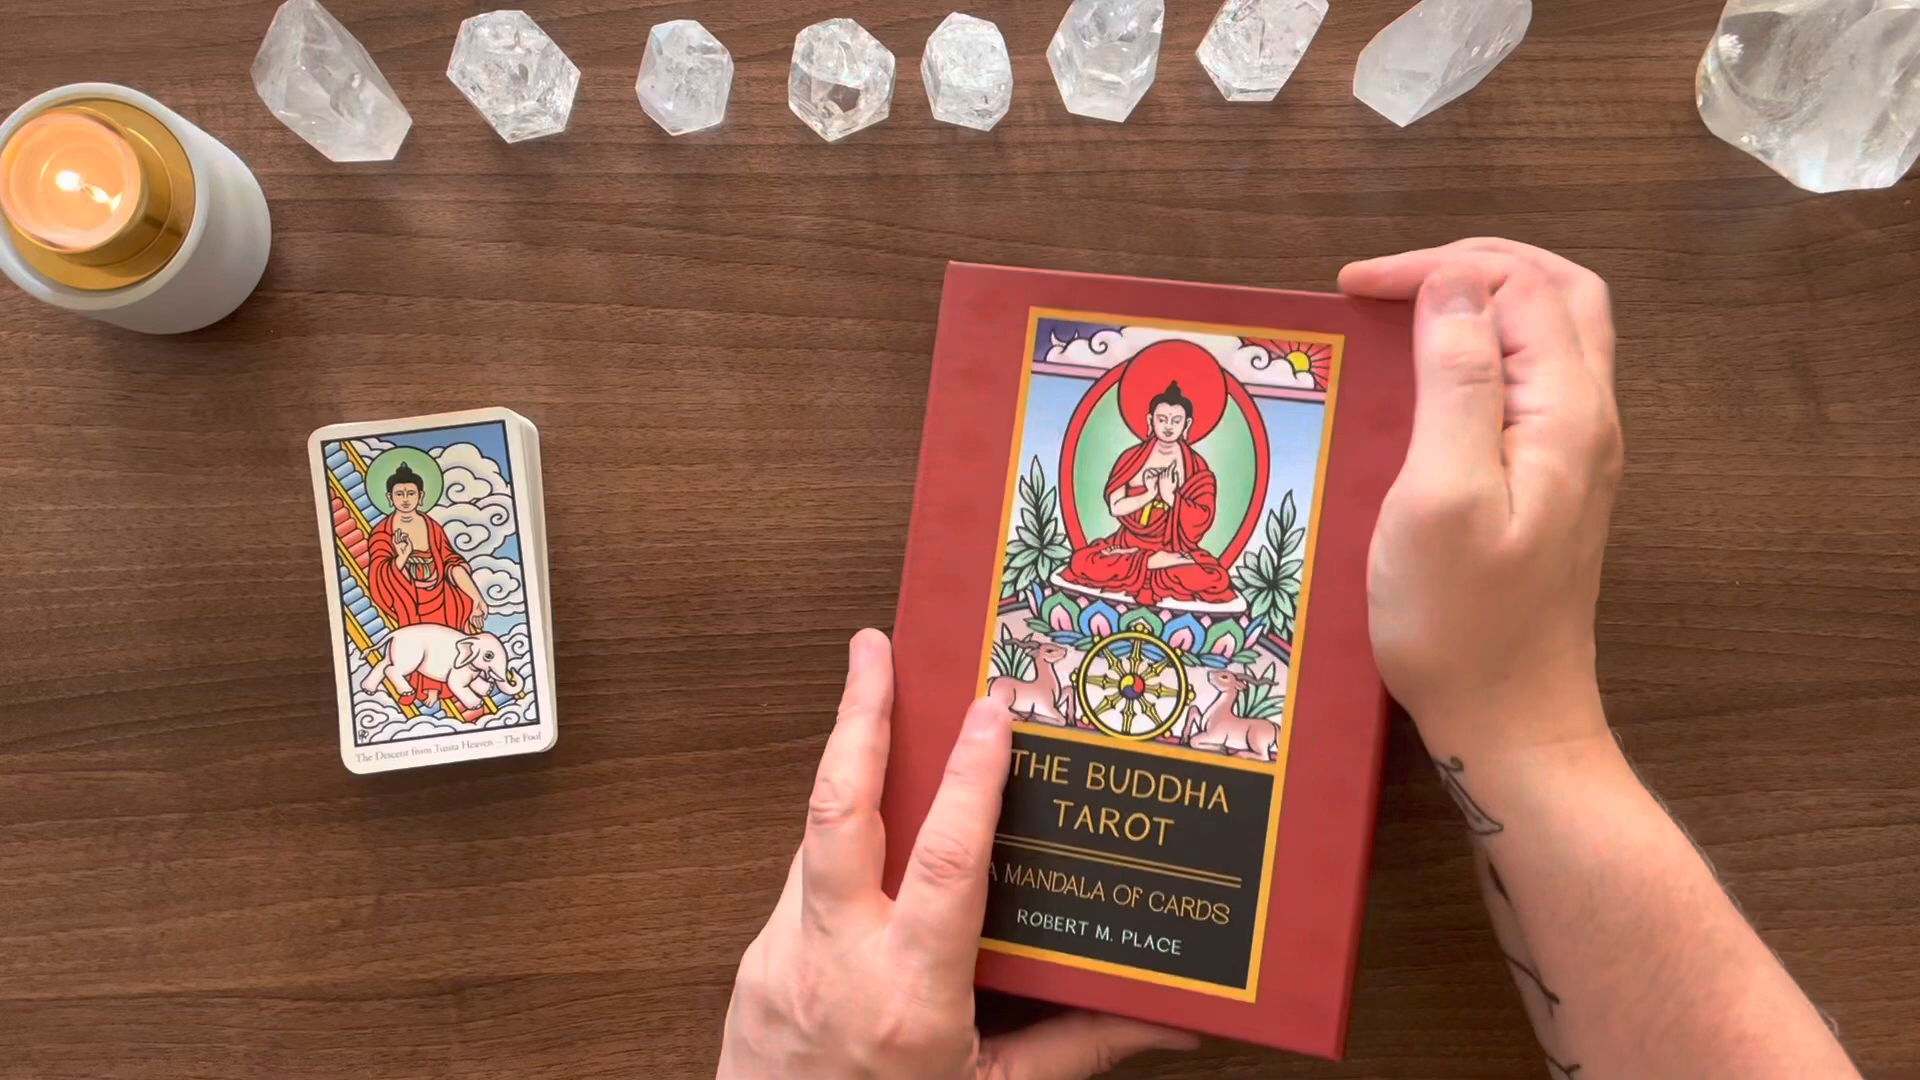 The Descent from Tusita Heaven – The Fool
THE BUDDHA
TAROT
A MANDALA OF CARDS
ROBERT M. PLACE